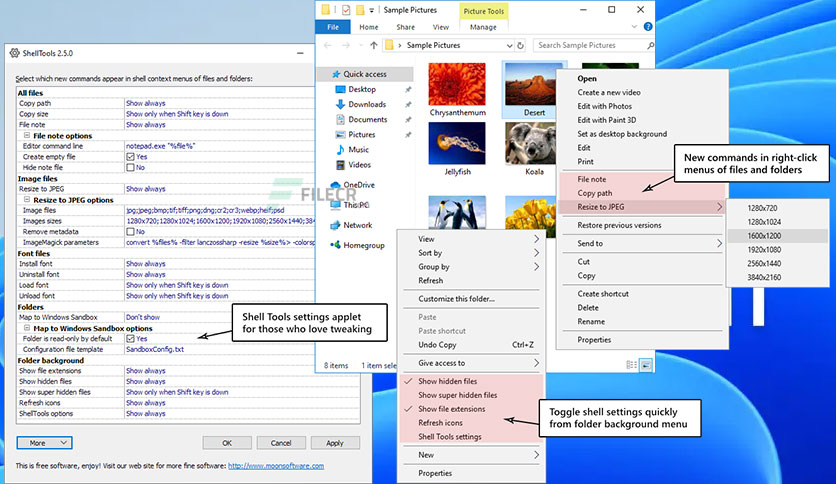 ShellTools 2.5.0
Select which new commands appear in shell context menus of files and folders:
All files
Copy path Show always
Copy size Show only when Shift key is down
File note Show always
File note options
Editor command line notepad.exe "%file%"
Create empty file Yes
Hide note file No
Image files
Resize to JPEG Show always
Resize to JPEG options
Image files jpg;jpeg;bmp;tif;tiff;png;dng;cr2;cr3;webp;heif;psd
Images sizes 1280x720;1280x1024;1600x1200;1920x1080;2560x1440;384
Remove metadata No
ImageMagick parameters convert %files% -filter lanczossharp -resize %size%> -colorsp
Font files
Install font Show always
Uninstall font Show always
Load font Show only when Shift key is down
Unload font Show only when Shift key is down
Folders
Map to Windows Sandbox Don't show
Map to Windows Sandbox options
Folder is read-only by default Yes
Configuration file template SandboxConfig.txt
Folder background
Show file extensions Show always
Show hidden files Show always
Show super hidden files Show only when Shift key is down
Refresh icons Show always
ShellTools options Show always
More
OK
Cancel
Apply
This is free software, enjoy! Visit our web site for more fine software: http://www.moonsoftware.com
FILECR
.COM
Shell Tools settings applet
for those who love tweaking
Sample Pictures
Picture Tools
File Home Share View Manage
Sample Pictures
Search Sample Pictures
Quick access
Desktop
Downloads
Documents
Pictures
Music
Videos
OneDrive
This PC
Network
Homegroup
Chrysanthemum
Desert
Jellyfish
Koala
8 items 1 item sele
View
Sort by
Group by
Refresh
Customize this folder...
Paste
Paste shortcut
Undo Copy Ctrl+Z
Give access to
Show hidden files
Show super hidden files
Show file extensions
Refresh icons
Shell Tools settings
New
Properties
Toggle shell settings quickly
from folder background menu
Open
Create a new video
Edit with Photos
Edit with Paint 3D
Set as desktop background
Edit
Print
File note
Copy path
Resize to JPEG
Restore previous versions
Send to
Cut
Copy
Create shortcut
Delete
Rename
Properties
New commands in right-click
menus of files and folders
1280x720
1280x1024
1600x1200
1920x1080
2560x1440
3840x2160